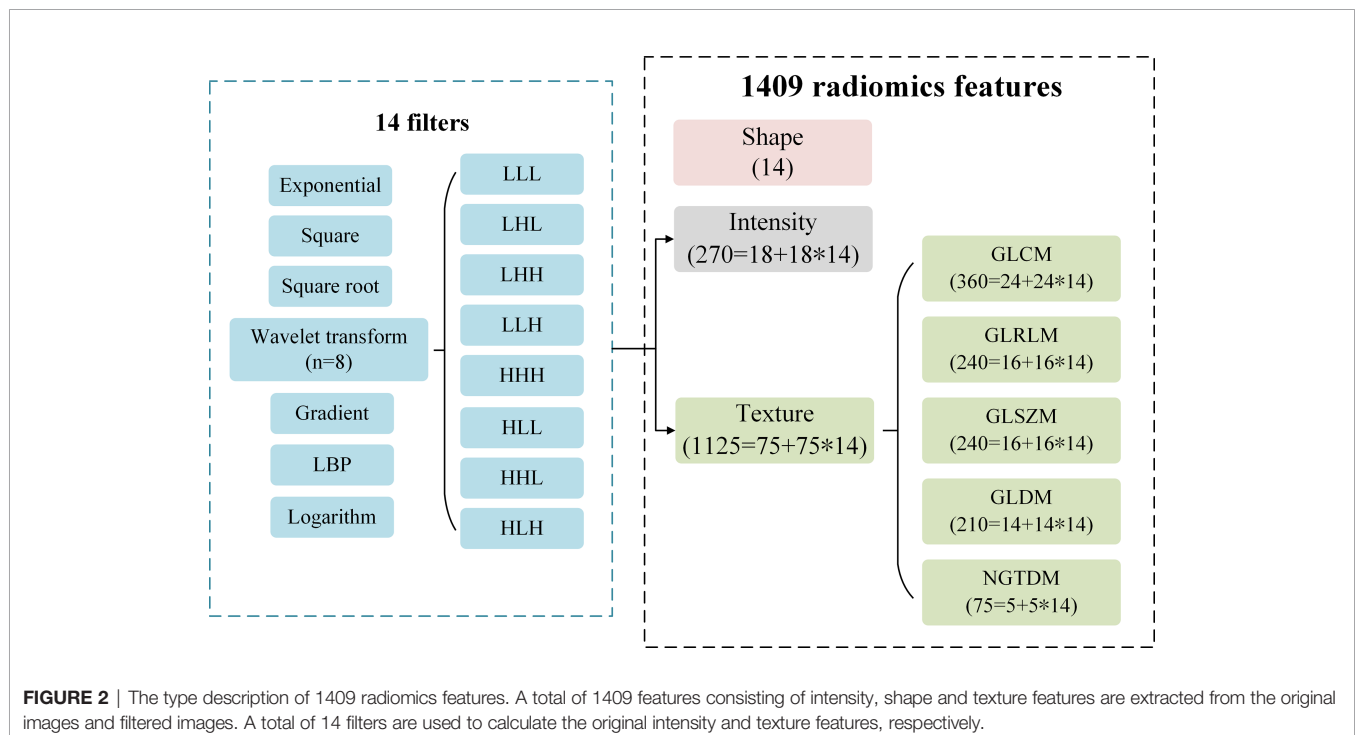 14 filters
Exponential
Square
Square root
Wavelet transform
(n=8)
Gradient
LBP
Logarithm
LLL
LHL
LHH
LLH
HHH
HLL
HHL
HLH
1409 radiomics features
Shape
(14)
Intensity
(270=18+18*14)
Texture
(1125=75+75*14)
GLCM
(360=24+24*14)
GLRLM
(240=16+16*14)
GLSZM
(240=16+16*14)
GLDM
(210=14+14*14)
NGTDM
(75=5+5*14)
FIGURE 2 | The type description of 1409 radiomics features. A total of 1409 features consisting of intensity, shape and texture features are extracted from the original
images and filtered images. A total of 14 filters are used to calculate the original intensity and texture features, respectively.